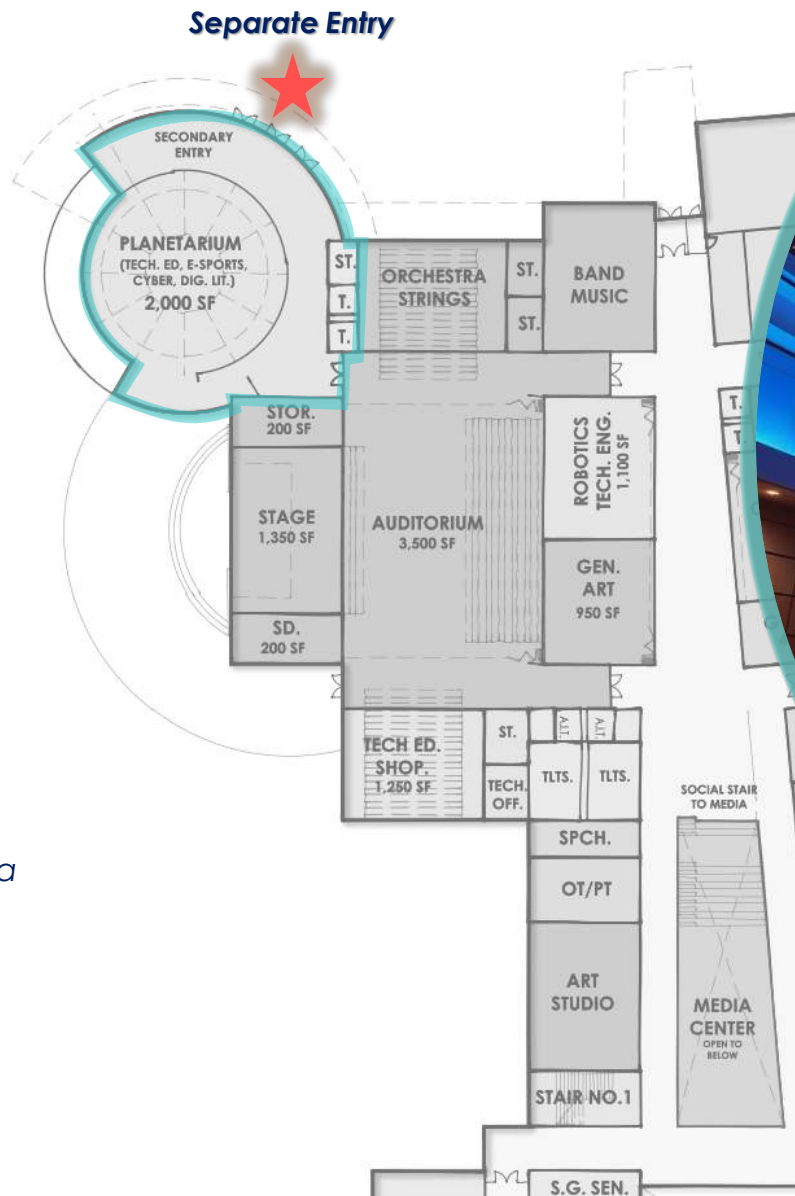 Separate Entry
SECONDARY
ENTRY
PLANETARIUM
(TECH. ED, E-SPORTS,
CYBER, DIG. LIT.)
2,000 SF
ST.
T.
T.
ORCHESTRA
STRINGS
ST.
ST.
BAND
MUSIC
STOR.
200 SF
STAGE
1,350 SF
SD.
200 SF
AUDITORIUM
3,500 SF
ROBOTICS
TECH. ENG.
1,100 SF
GEN.
ART
950 SF
T.
T.
TECH ED.
SHOP.
1,250 SF
ST.
TECH.
OFF.
A.I.T.
A.I.T.
TLTS.
TLTS.
SPCH.
OT/PT
ART
STUDIO
STAIR NO.1
SOCIAL STAIR
TO MEDIA
MEDIA
CENTER
OPEN TO
BELOW
a
S.G. SEN.